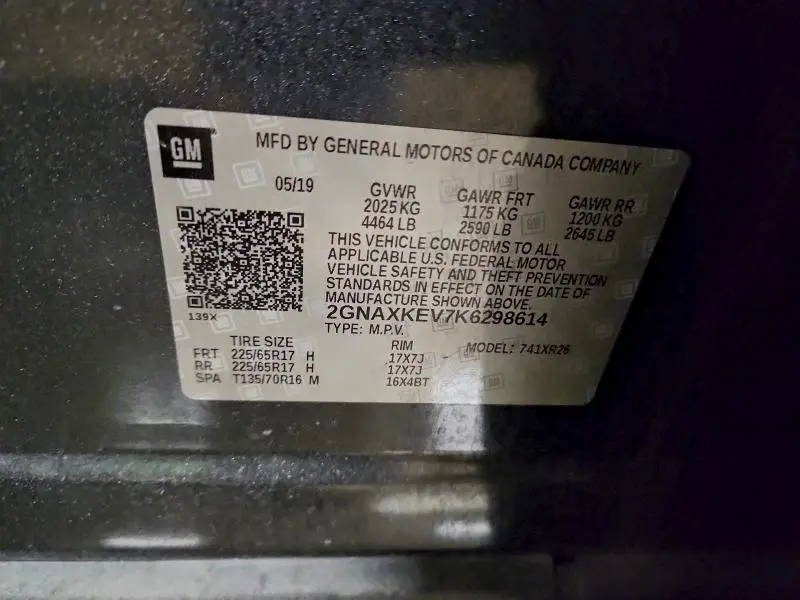 GM
MFD BY GENERAL MOTORS OF CANADA COMPANY
05/19
GVWR GAWR FRT GAWR RR
2025 KG 1175 KG 1200 KG
4464 LB 2590 LB 2645 LB
THIS VEHICLE CONFORMS TO ALL
APPLICABLE U.S. FEDERAL MOTOR
VEHICLE SAFETY AND THEFT PREVENTION
STANDARDS IN EFFECT ON THE DATE OF
MANUFACTURE SHOWN ABOVE.
139X
2GNAXKEV7K6298614
TYPE: M.P.V.
TIRE SIZE RIM MODEL: 741XR26
FRT 225/65R17 H 17X7J
RR 225/65R17 H 17X7J
SPA T135/70R16 M 16X4BT